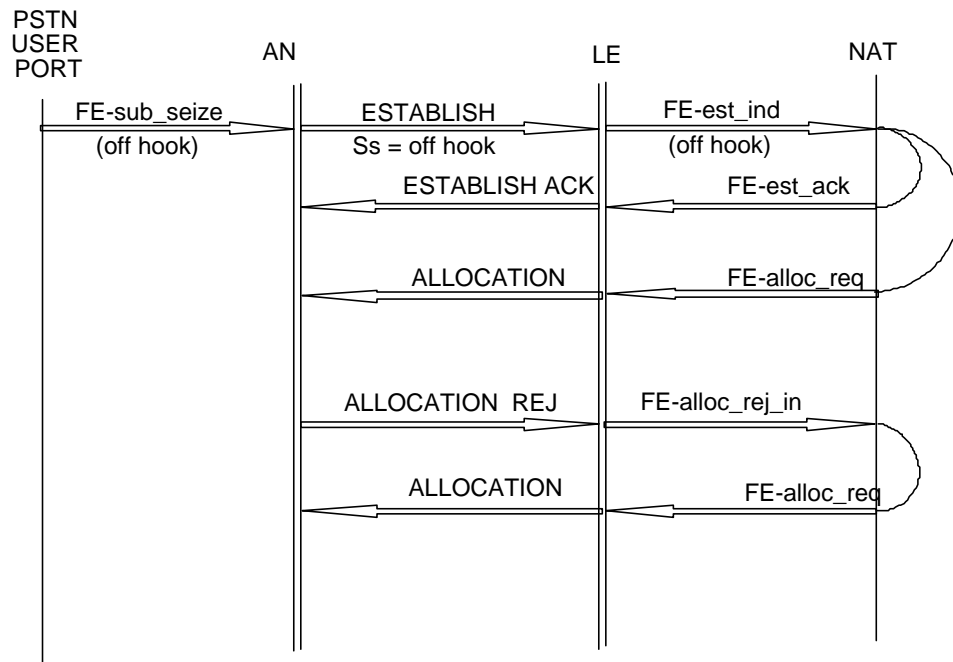 PSTN
USER
PORT
AN
LE
NAT
FE-sub_seize
(off hook)
ESTABLISH
Ss = off hook
FE-est_ind
(off hook)
ESTABLISH ACK
FE-est_ack
ALLOCATION
FE-alloc_req
ALLOCATION REJ
FE-alloc_rej_in
ALLOCATION
FE-alloc_req